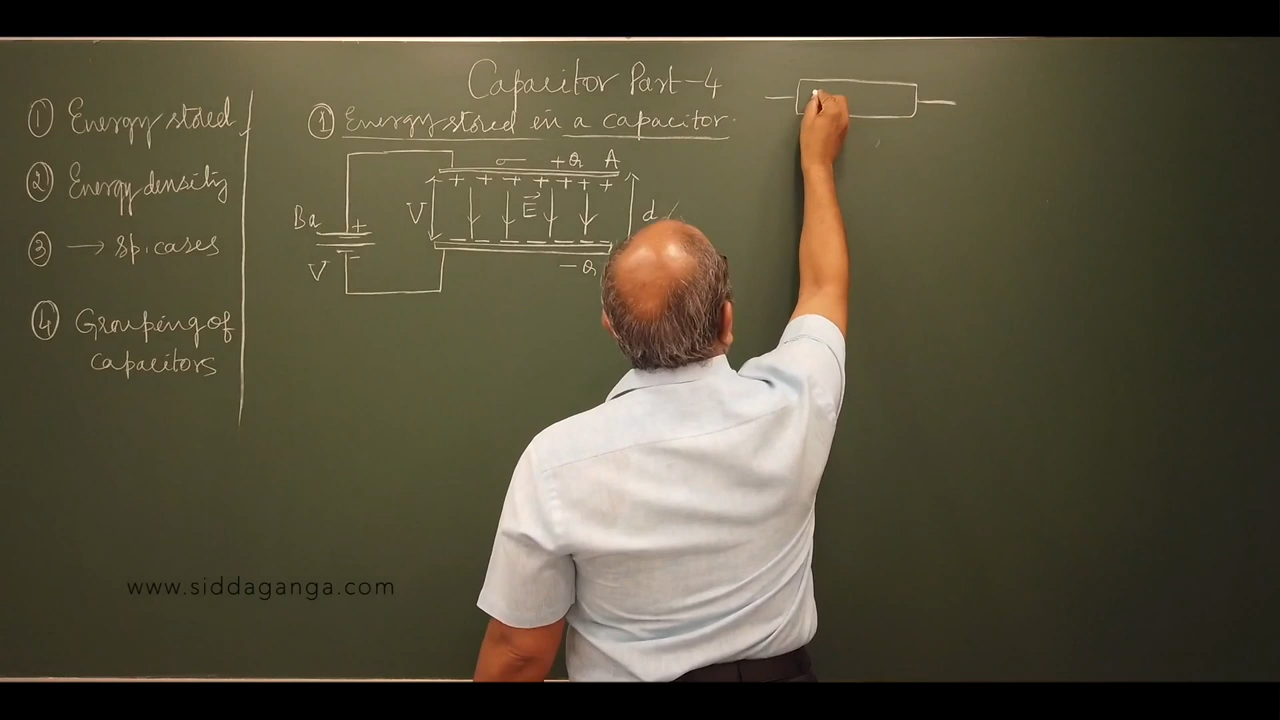 Capacitor Part-4
① Energy stored
② Energy density
③ → Sp. cases
④ Grouping of
capacitors
① Energy stored in a capacitor.
σ +Q A
+ + + + + + +
V E d
Ba +
V -
-Q
www.siddaganga.com